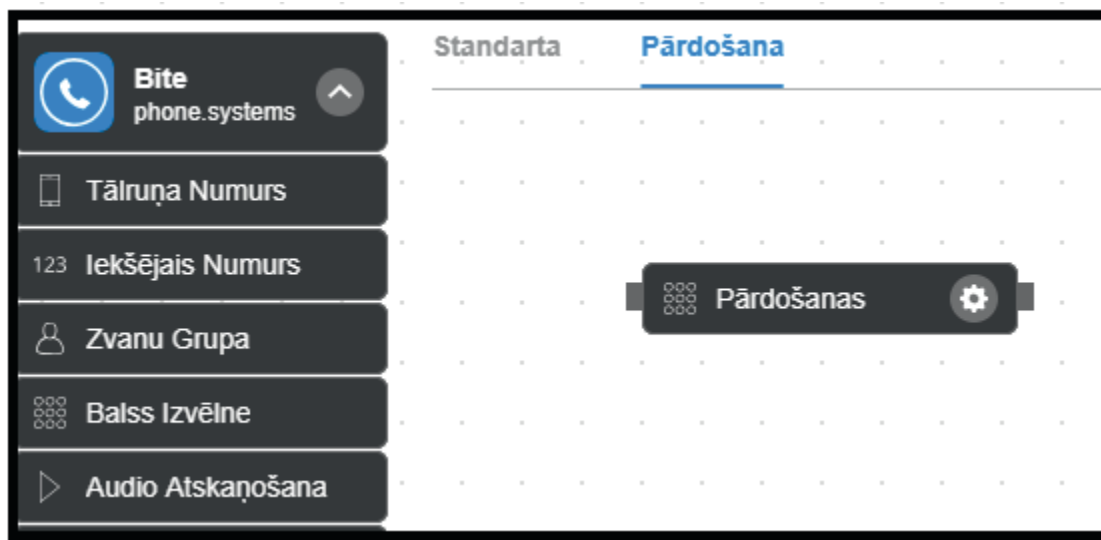 Bite
phone.systems
Tālruņa Numurs
123 Iekšējais Numurs
Zvanu Grupa
Balss Izvēlne
Audio Atskaņošana
Standarta Pārdošana
Pārdošanas